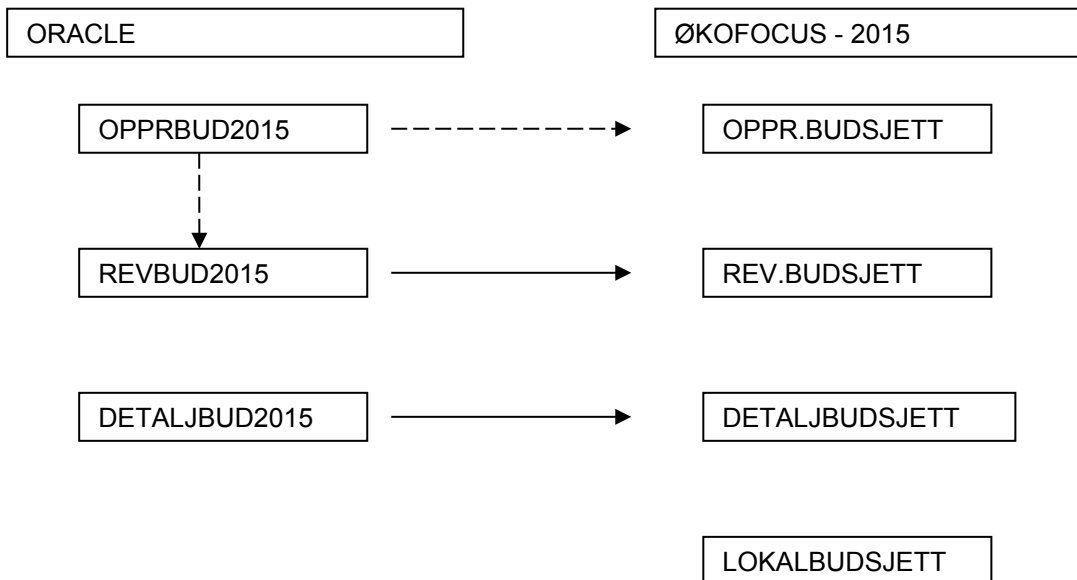 ORACLE
ØKOFOCUS - 2015
OPPRBUD2015
OPPR.BUDSJETT
REVBUD2015
REV.BUDSJETT
DETALJBUD2015
DETALJBUDSJETT
LOKALBUDSJETT